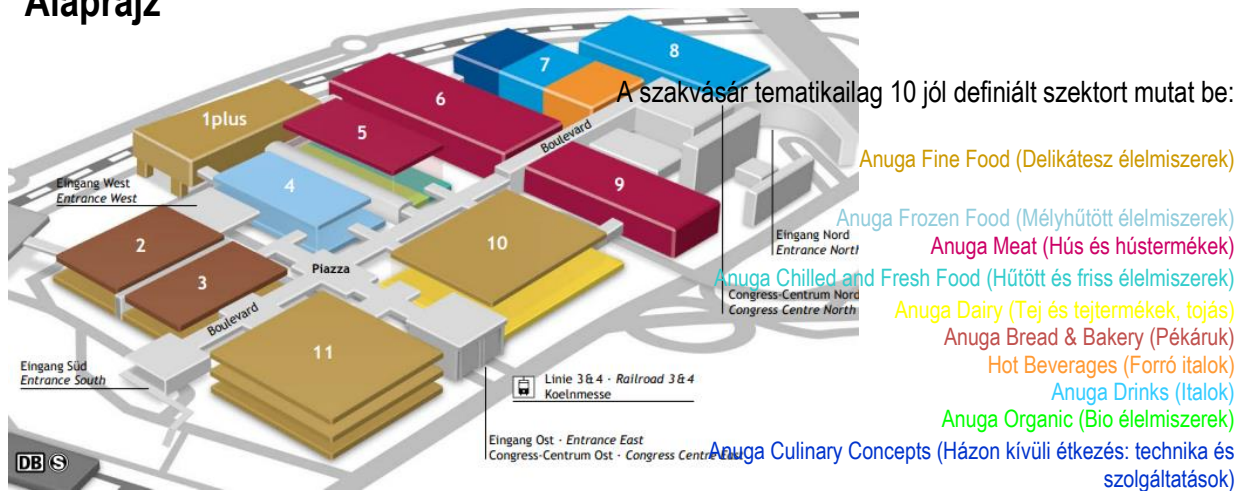 Alaprajz
8
7
6
A szakvásár tematikailag 10 jól definiált szektort mutat be:
1plus
5
Boulevard
Anuga Fine Food (Delikátesz élelmiszerek)
4
9
Eingang West
Entrance West
Anuga Frozen Food (Mélyhűtött élelmiszerek)
Eingang Nord
Entrance North
2
10
Anuga Meat (Hús és hústermékek)
Piazza
3
Anuga Chilled and Fresh Food (Hűtött és friss élelmiszerek)
Congress-Centrum Nord
Congress Centre North
Anuga Dairy (Tej és tejtermékek, tojás)
Boulevard
Anuga Bread & Bakery (Pékáruk)
11
Hot Beverages (Forró italok)
Eingang Süd
Entrance South
Linie 3&4 · Railroad 3&4
Koelnmesse
Anuga Drinks (Italok)
Anuga Organic (Bio élelmiszerek)
Eingang Ost · Entrance East
Congress-Centrum Ost · Congress Centre East
Anuga Culinary Concepts (Házon kívüli étkezés: technika és
szolgáltatások)
DB S